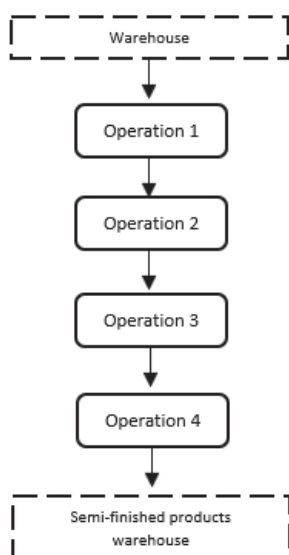 Warehouse
Operation 1
Operation 2
Operation 3
Operation 4
Semi-finished products
warehouse